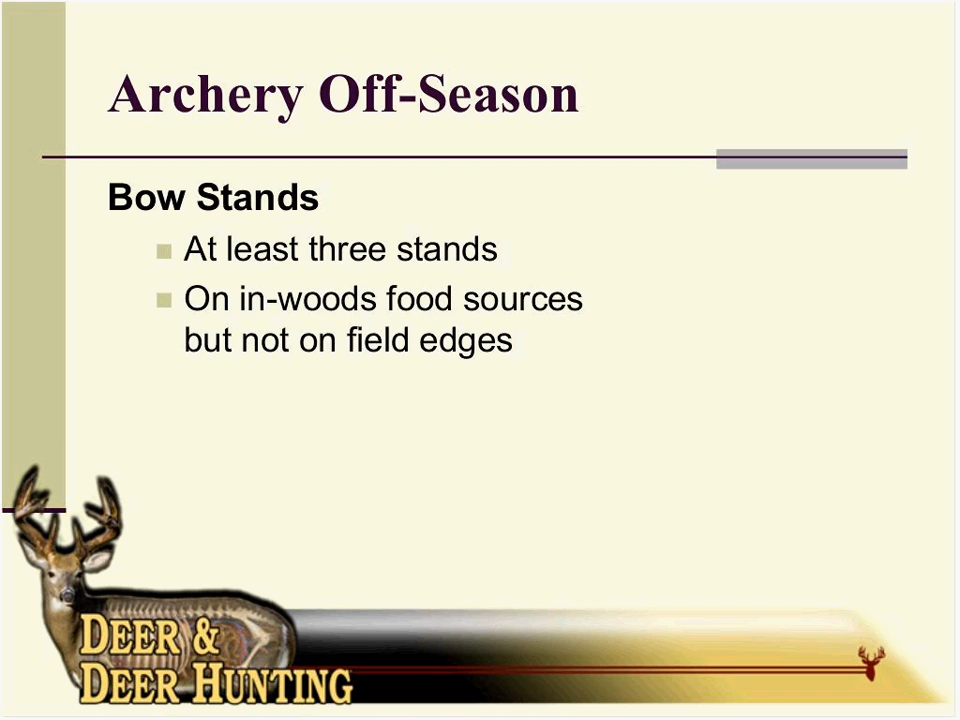 Archery Off-Season
Bow Stands
At least three stands
On in-woods food sources
but not on field edges
DEER &
DEER HUNTING